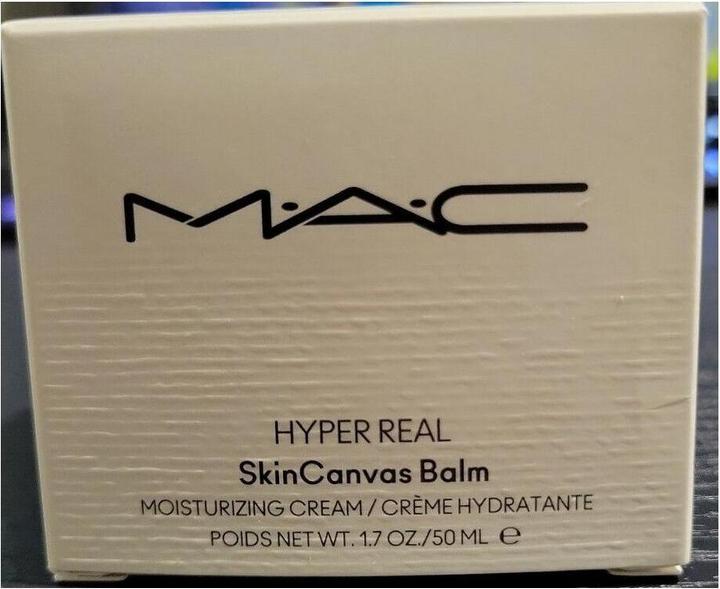 M·A·C
HYPER REAL
SkinCanvas Balm
MOISTURIZING CREAM / CRÈME HYDRATANTE
POIDS NET WT. 1.7 OZ./50 ML ℮